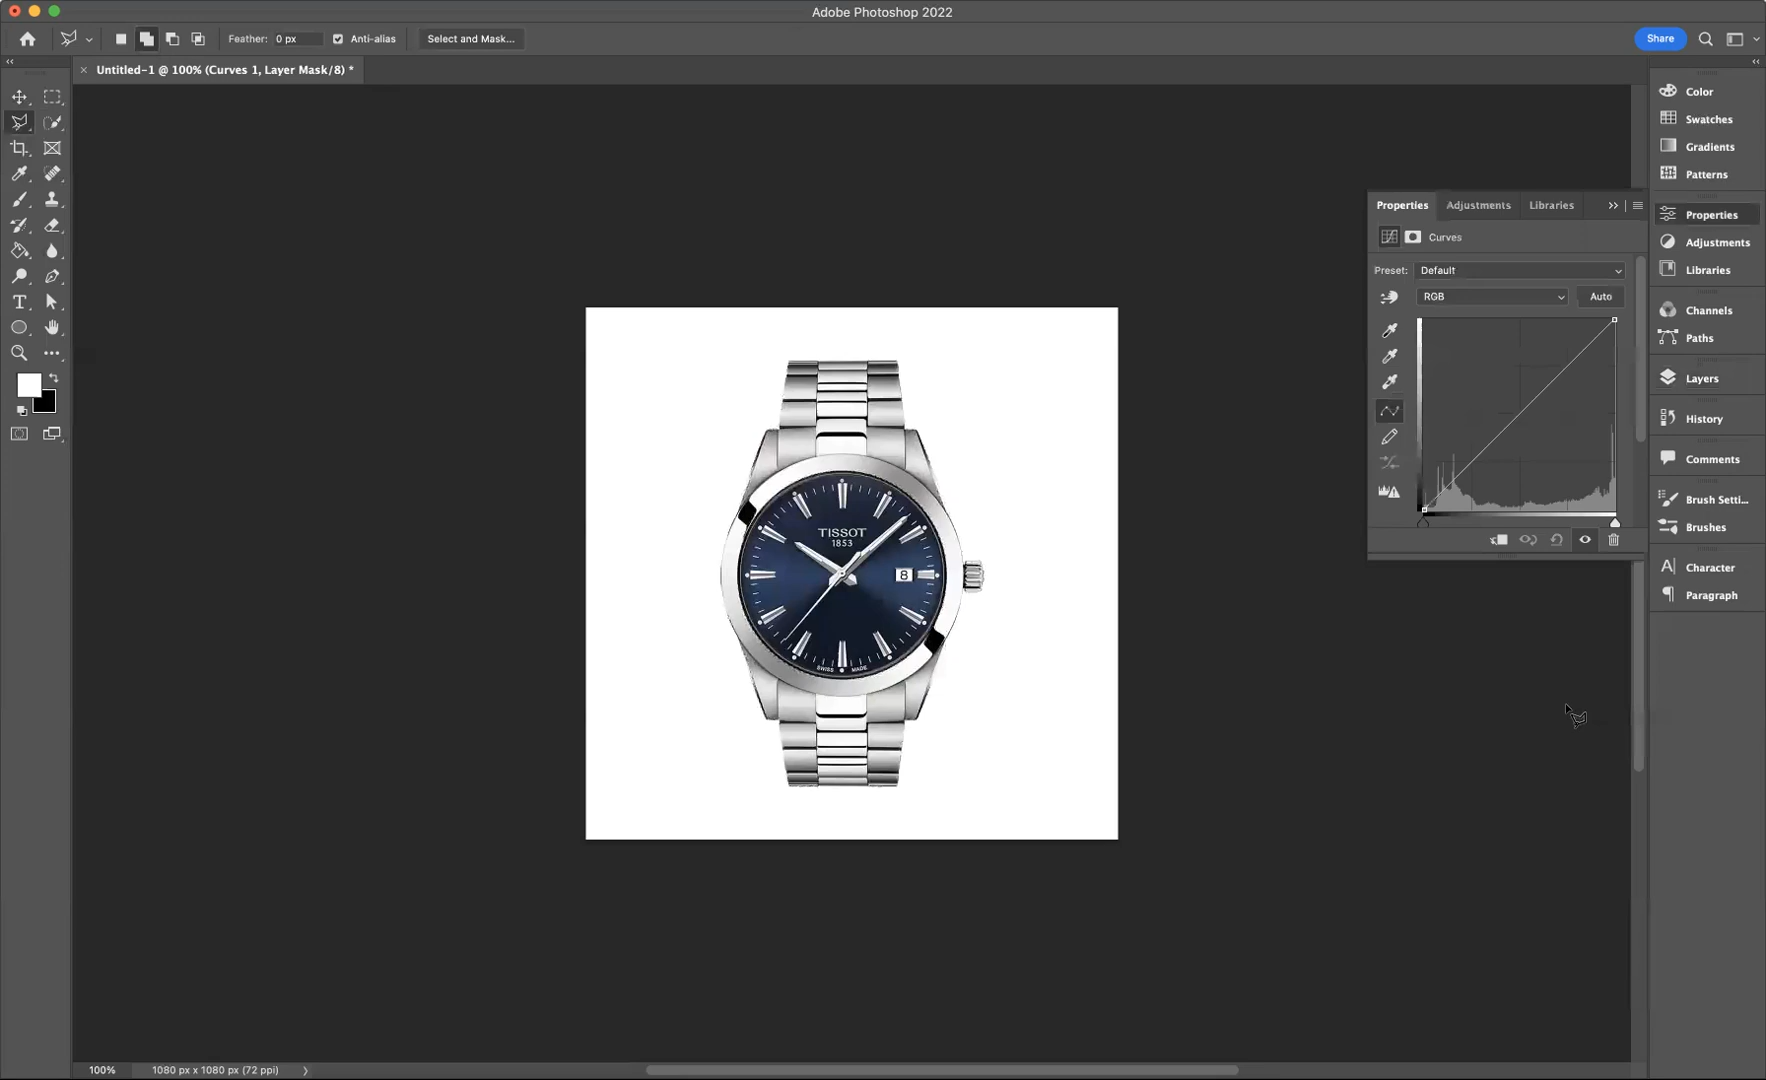 Adobe Photoshop 2022
Feather: 0 px
Anti-alias
Select and Mask...
Share
Untitled-1 @ 100% (Curves 1, Layer Mask/8) *
Color
Swatches
Gradients
Patterns
Properties
Adjustments
Libraries
Channels
Paths
Layers
History
Comments
Brush Setti...
Brushes
Character
Paragraph
Properties Adjustments Libraries
Curves
Preset: Default
RGB
Auto
TISSOT
1853
8
SWISS MADE
100%
1080 px x 1080 px (72 ppi)